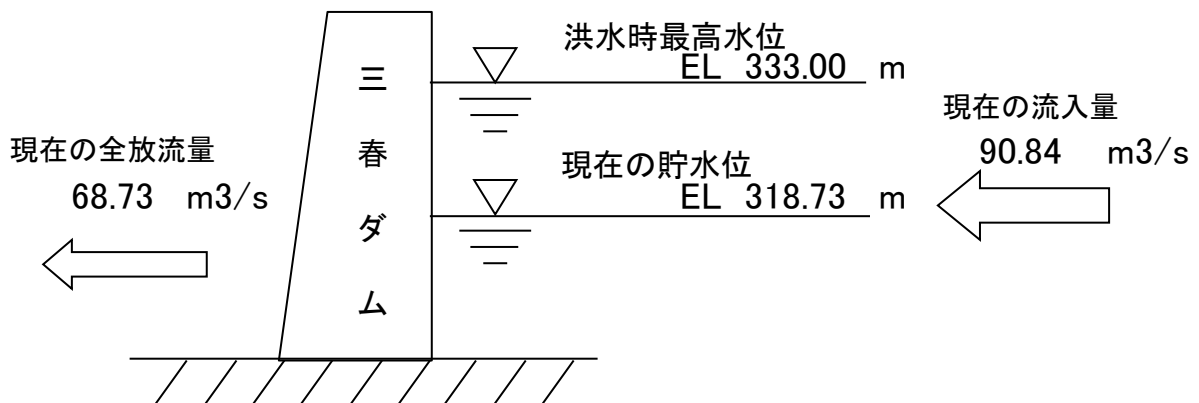 洪水時最高水位
EL 333.00 m
現在の流入量
90.84 m3/s
現在の全放流量
68.73 m3/s
現在の貯水位
EL 318.73 m
三春ダム